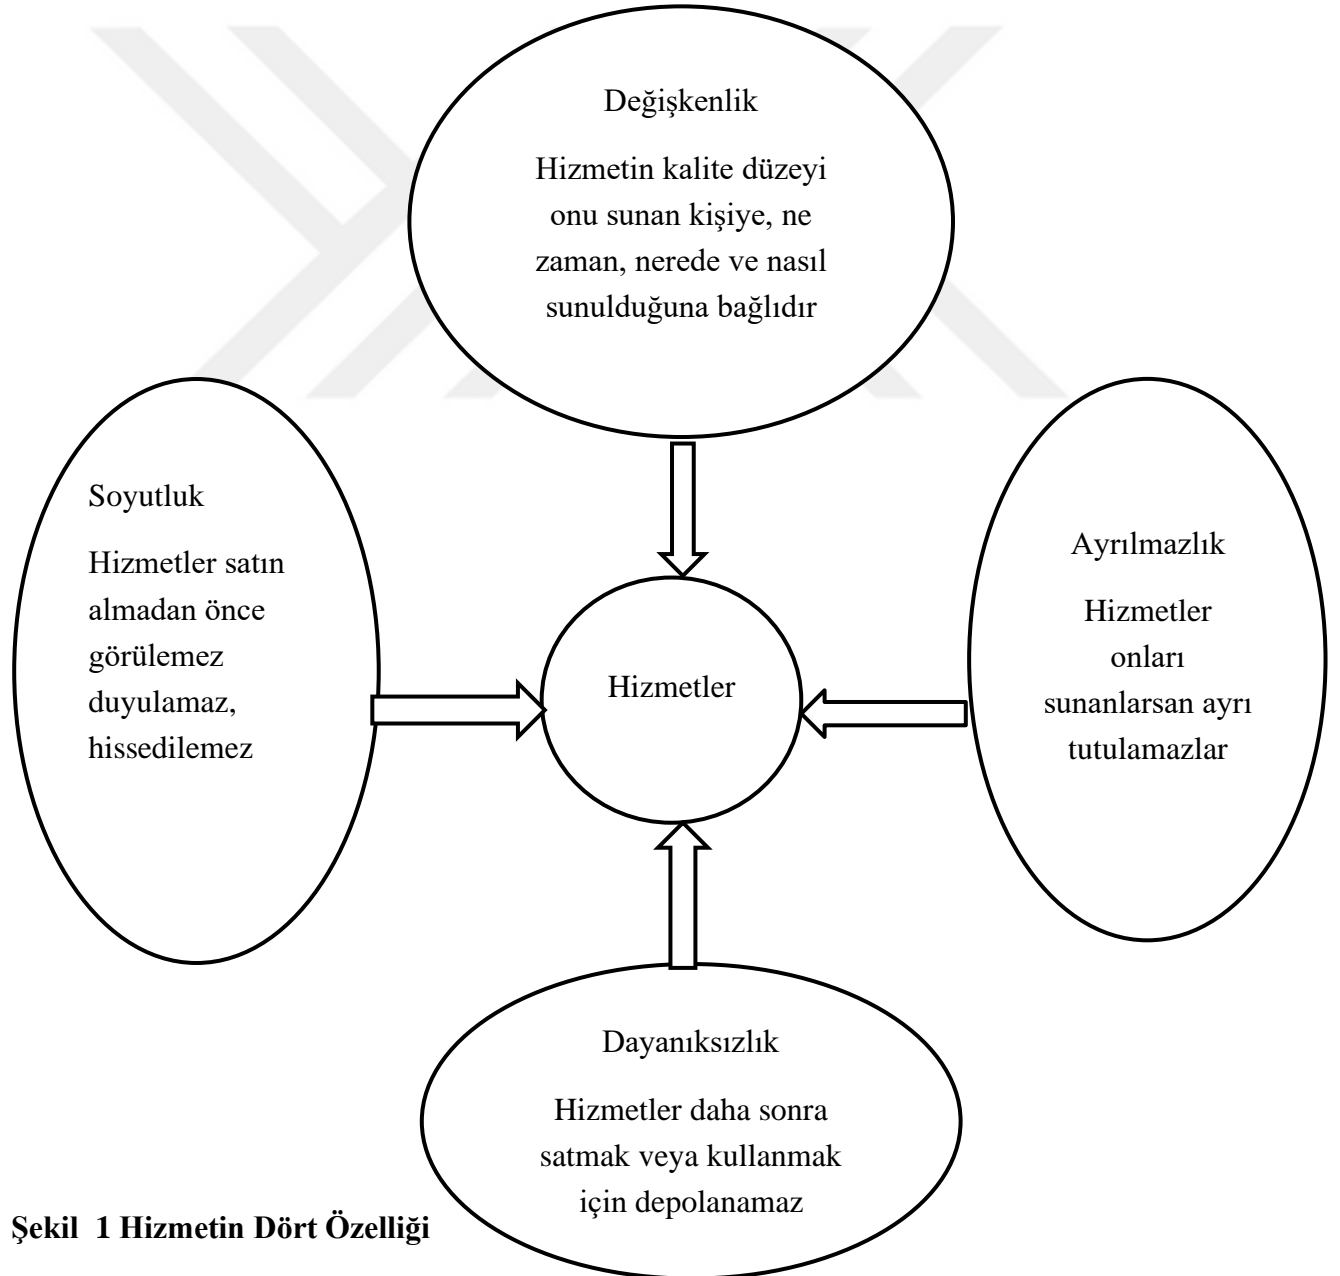 Değişkenlik
Hizmetin kalite düzeyi
onu sunan kişiye, ne
zaman, nerede ve nasıl
sunulduğuna bağlıdır
Soyutluk
Hizmetler satın
almadan önce
görülemez
duyulamaz,
hissedilemez
Hizmetler
Ayrılmazlık
Hizmetler
onları
sunanlarsan ayrı
tutulamazlar
Dayanıksızlık
Hizmetler daha sonra
satmak veya kullanmak
için depolanamaz
Şekil 1 Hizmetin Dört Özelliği